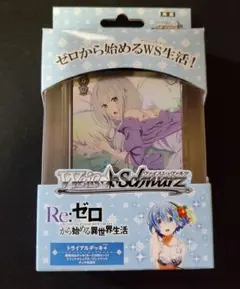 ゼロから始めるWS生活！
Weiß Schwarz
ヴァイスシュヴァルツ
Re:ゼロ
から始める異世界生活
トライアルデッキ+